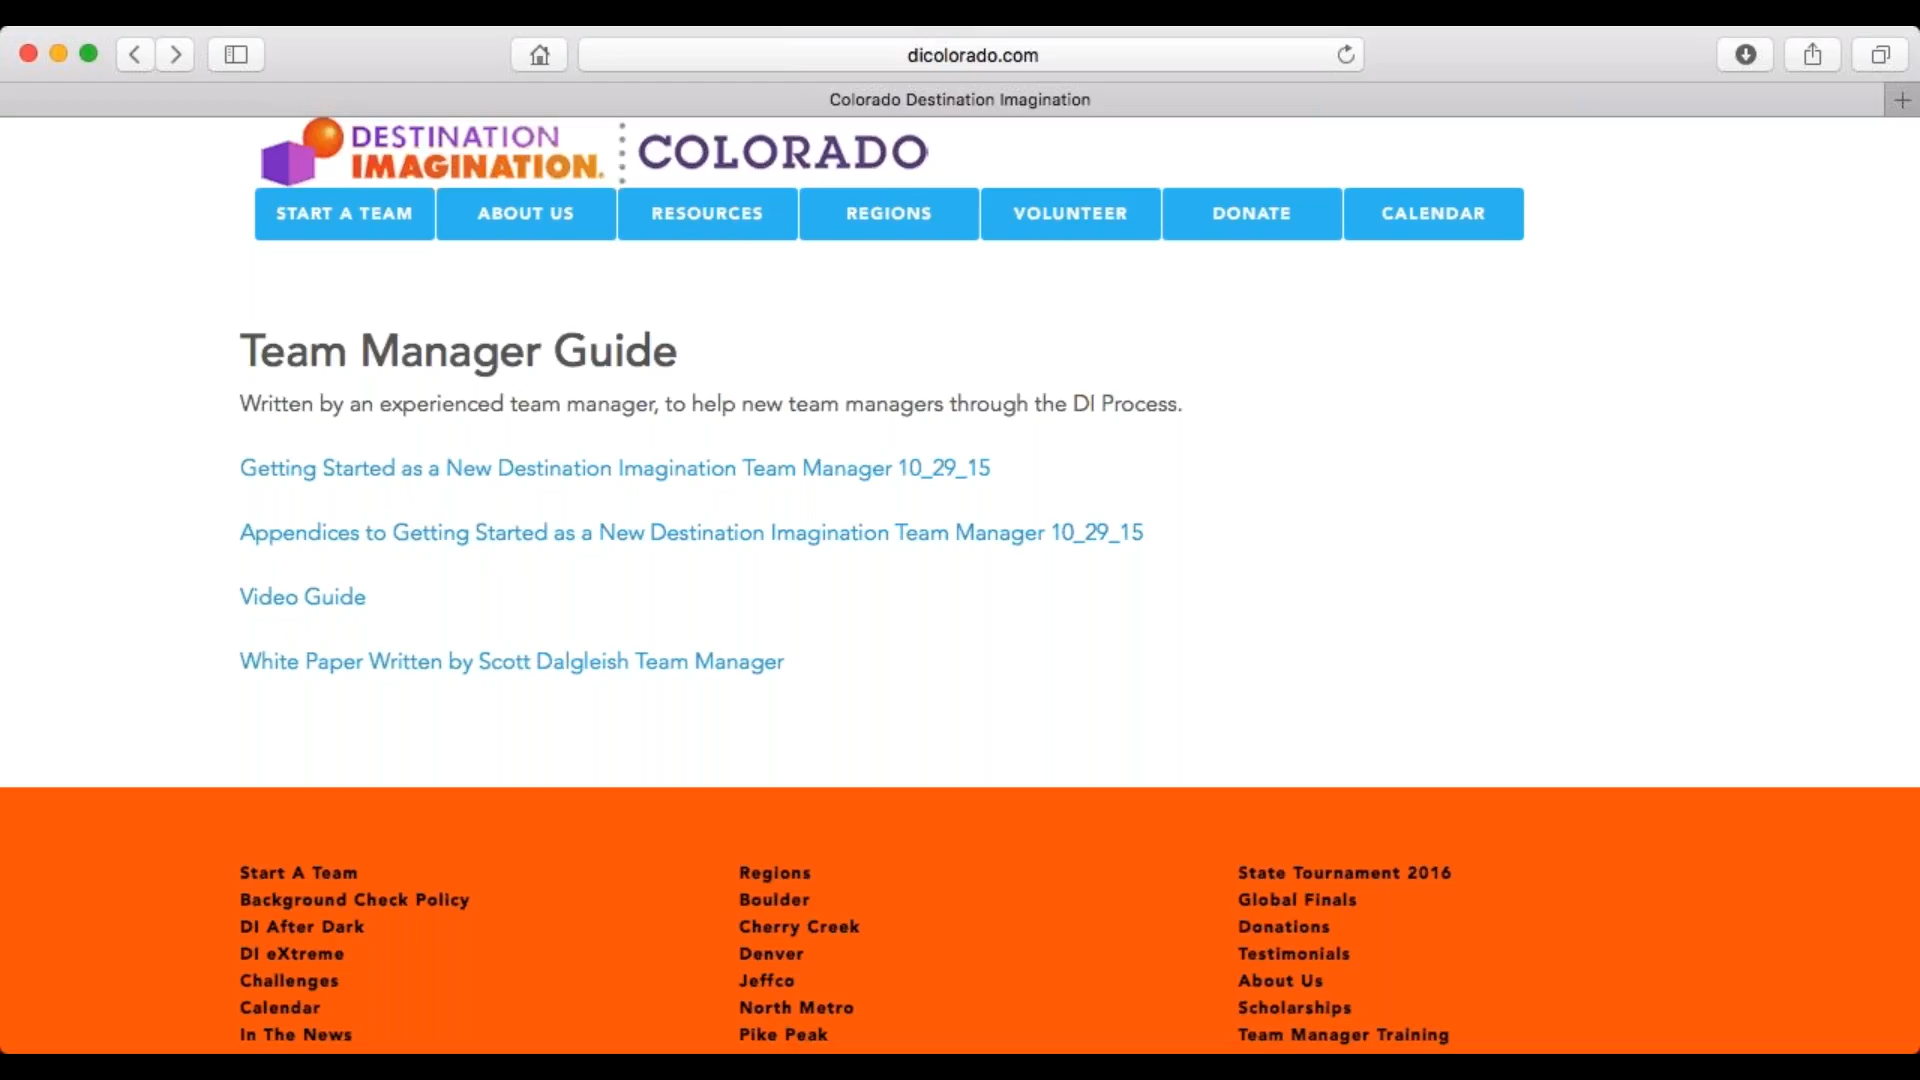 dicolorado.com
Colorado Destination Imagination
DESTINATION
IMAGINATION.
COLORADO
START A TEAM
ABOUT US
RESOURCES
REGIONS
VOLUNTEER
DONATE
CALENDAR
Team Manager Guide
Written by an experienced team manager, to help new team managers through the DI Process.
Getting Started as a New Destination Imagination Team Manager 10_29_15
Appendices to Getting Started as a New Destination Imagination Team Manager 10_29_15
Video Guide
White Paper Written by Scott Dalgleish Team Manager
Start A Team
Background Check Policy
DI After Dark
DI eXtreme
Challenges
Calendar
In The News
Regions
Boulder
Cherry Creek
Denver
Jeffco
North Metro
Pike Peak
State Tournament 2016
Global Finals
Donations
Testimonials
About Us
Scholarships
Team Manager Training